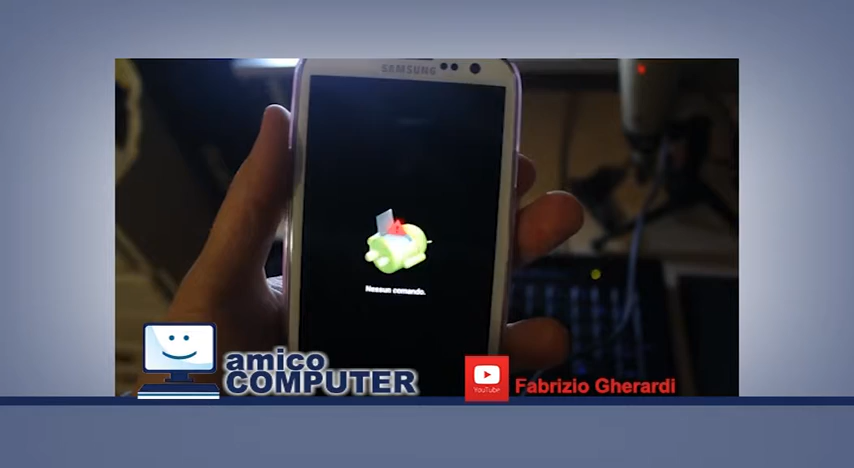 SAMSUNG
Nessun comando.
amico
COMPUTER
YouTube
Fabrizio Gherardi